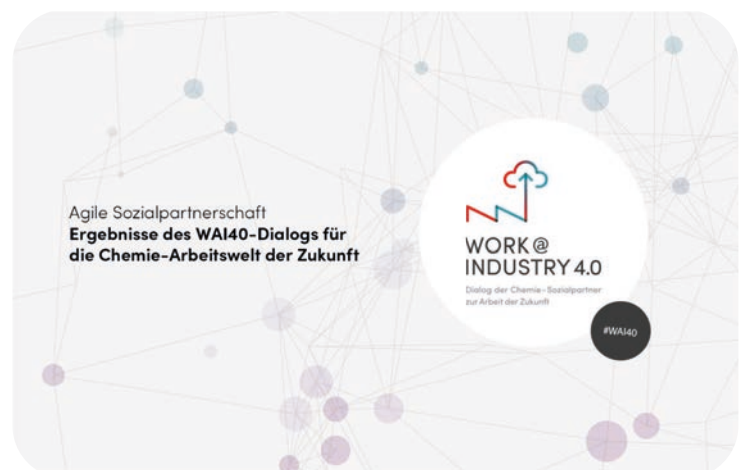 Agile Sozialpartnerschaft
Ergebnisse des WAI40-Dialogs für
die Chemie-Arbeitswelt der Zukunft
WORK@
INDUSTRY 4.0
Dialog der Chemie-Sozialpartner
zur Arbeit der Zukunft
#WAI40